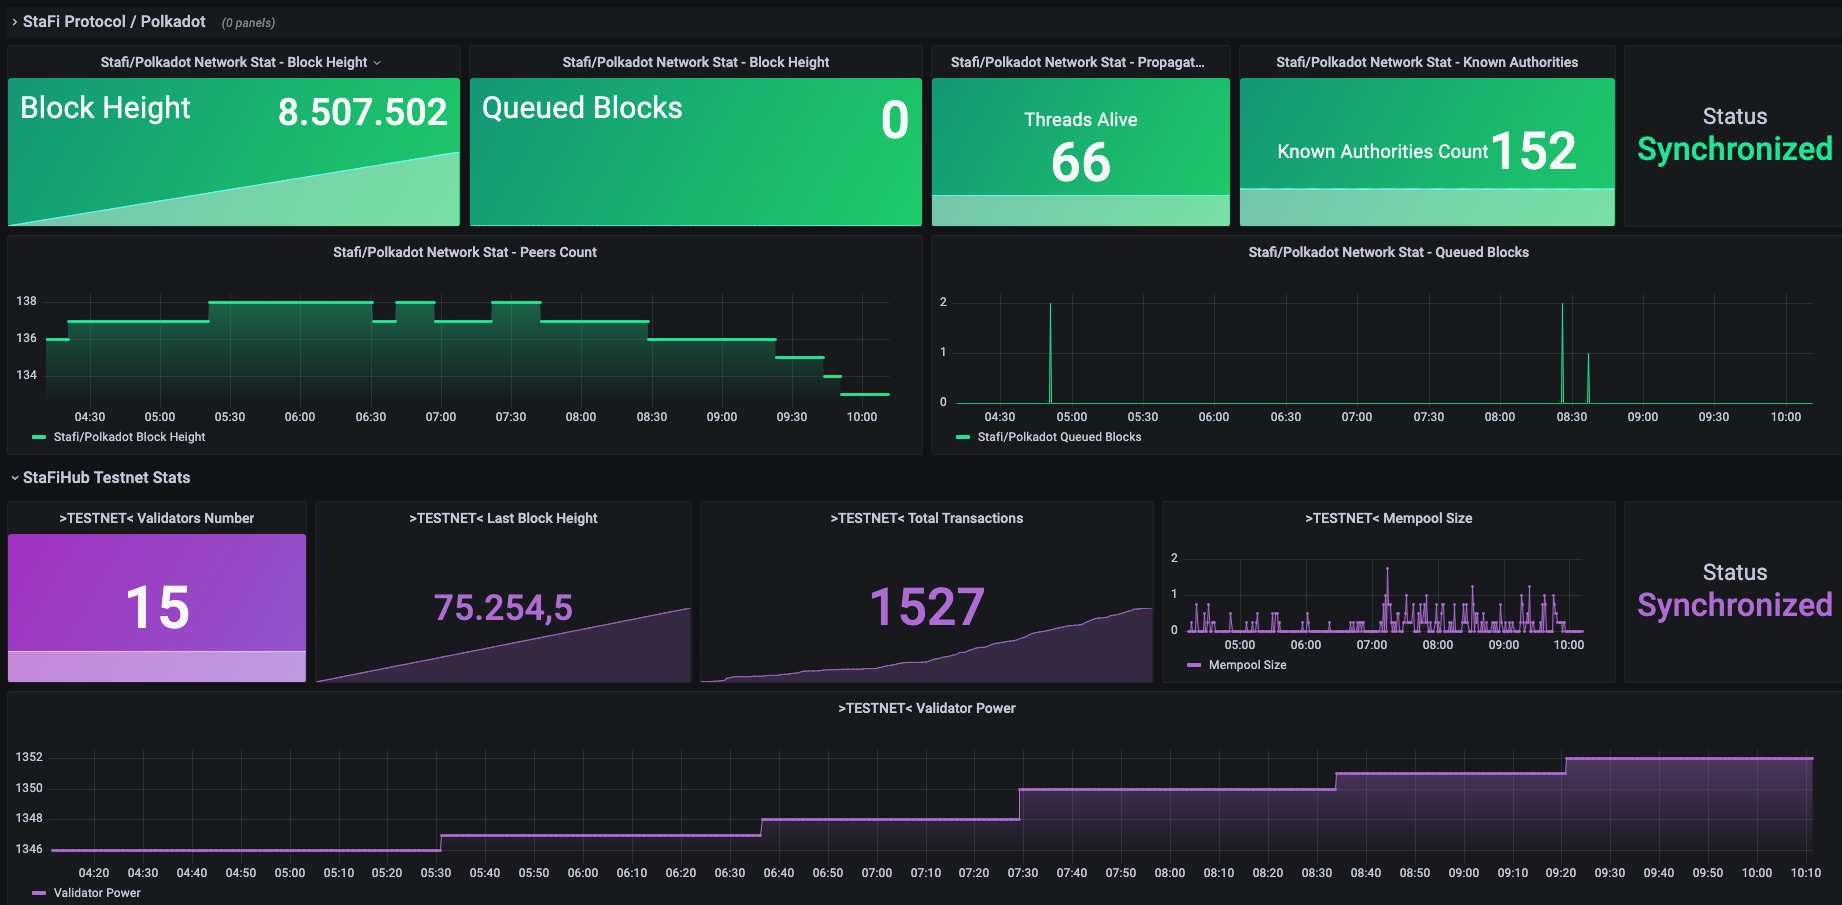 StaFi Protocol / Polkadot (0 panels)
Stafi/Polkadot Network Stat - Block Height
Block Height 8.507.502
Stafi/Polkadot Network Stat - Block Height
Queued Blocks 0
Stafi/Polkadot Network Stat - Propagat...
Threads Alive
66
Stafi/Polkadot Network Stat - Known Authorities
Known Authorities Count 152
Status
Synchronized
Stafi/Polkadot Network Stat - Peers Count
138
136
134
04:30 05:00 05:30 06:00 06:30 07:00 07:30 08:00 08:30 09:00 09:30 10:00
Stafi/Polkadot Block Height
Stafi/Polkadot Network Stat - Queued Blocks
2
1
0
04:30 05:00 05:30 06:00 06:30 07:00 07:30 08:00 08:30 09:00 09:30 10:00
Stafi/Polkadot Queued Blocks
StaFiHub Testnet Stats
>TESTNET< Validators Number
15
>TESTNET< Last Block Height
75.254,5
>TESTNET< Total Transactions
1527
>TESTNET< Mempool Size
2
1
0
05:00 06:00 07:00 08:00 09:00 10:00
Mempool Size
Status
Synchronized
>TESTNET< Validator Power
1352
1350
1348
1346
04:20 04:30 04:40 04:50 05:00 05:10 05:20 05:30 05:40 05:50 06:00 06:10 06:20 06:30 06:40 06:50 07:00 07:10 07:20 07:30 07:40 07:50 08:00 08:10 08:20 08:30 08:40 08:50 09:00 09:10 09:20 09:30 09:40 09:50 10:00 10:10
Validator Power